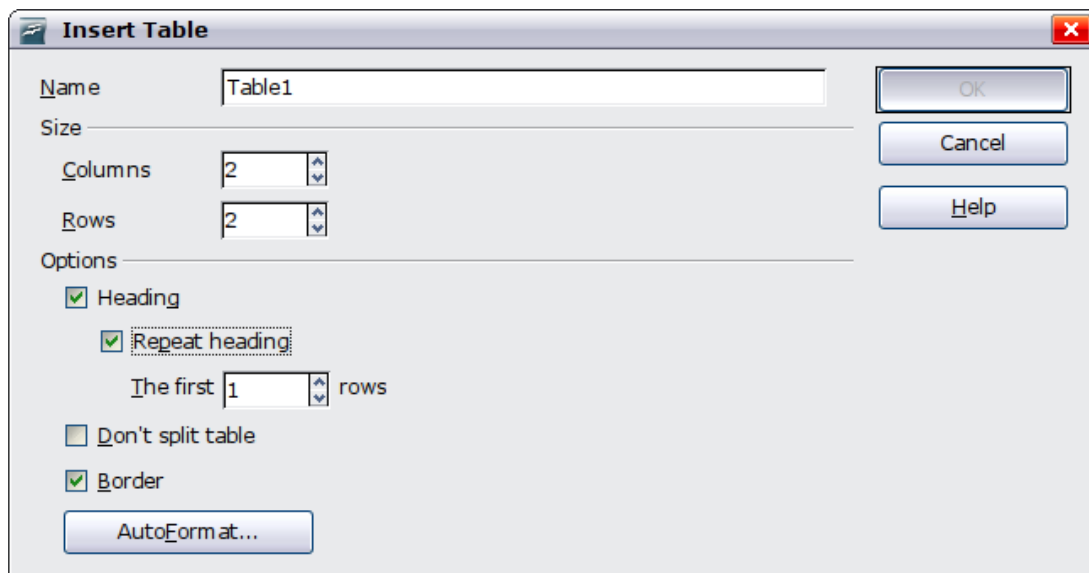 Insert Table
Name Table1
OK
Size
Cancel
Columns 2
Help
Rows 2
Options
Heading
Repeat heading
The first 1 rows
Don't split table
Border
AutoFormat...